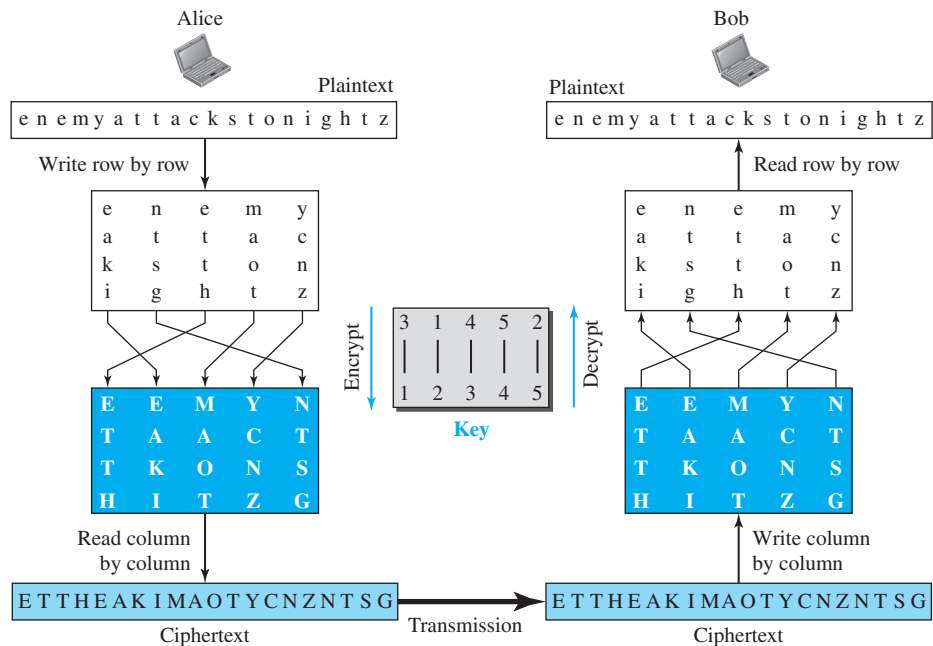 Alice
Plaintext
e n e m y a t t a c k s t o n i g h t z
Write row by row
e n e m y
a t t a c
k s t o n
i g h t z
E E M Y N
T A A C T
T K O N S
H I T Z G
Read column
by column
E T T H E A K I M A O T Y C N Z N T S G
Ciphertext
Encrypt
3 1 4 5 2
1 2 3 4 5
Key
Decrypt
Transmission
Bob
Plaintext
e n e m y a t t a c k s t o n i g h t z
Read row by row
e n e m y
a t t a c
k s t o n
i g h t z
E E M Y N
T A A C T
T K O N S
H I T Z G
Write column
by column
E T T H E A K I M A O T Y C N Z N T S G
Ciphertext